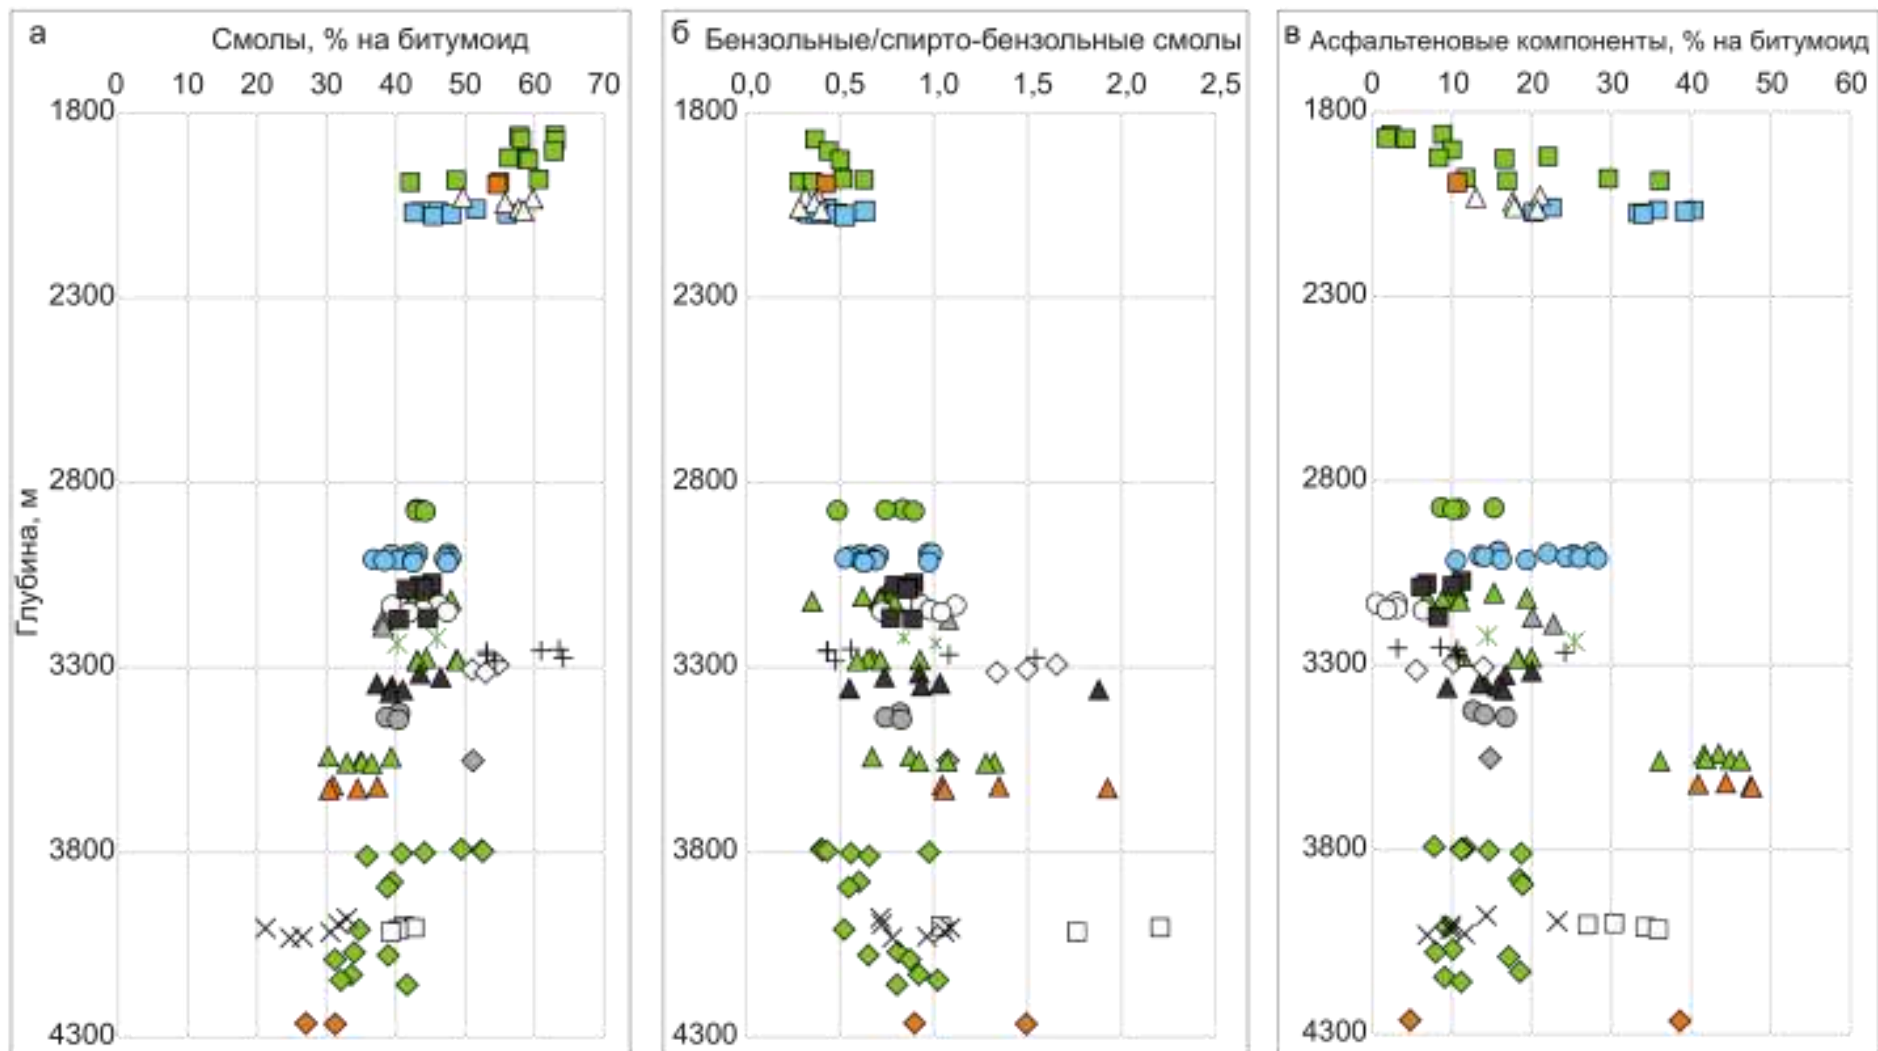 а Смолы, % на битумоид
0 10 20 30 40 50 60 70
1800
2300
2800
3300
3800
4300
Глубина, м
б Бензольные/спирто-бензольные смолы
0,0 0,5 1,0 1,5 2,0 2,5
1800
2300
2800
3300
3800
4300
в Асфальтеновые компоненты, % на битумоид
0 10 20 30 40 50 60
1800
2300
2800
3300
3800
4300